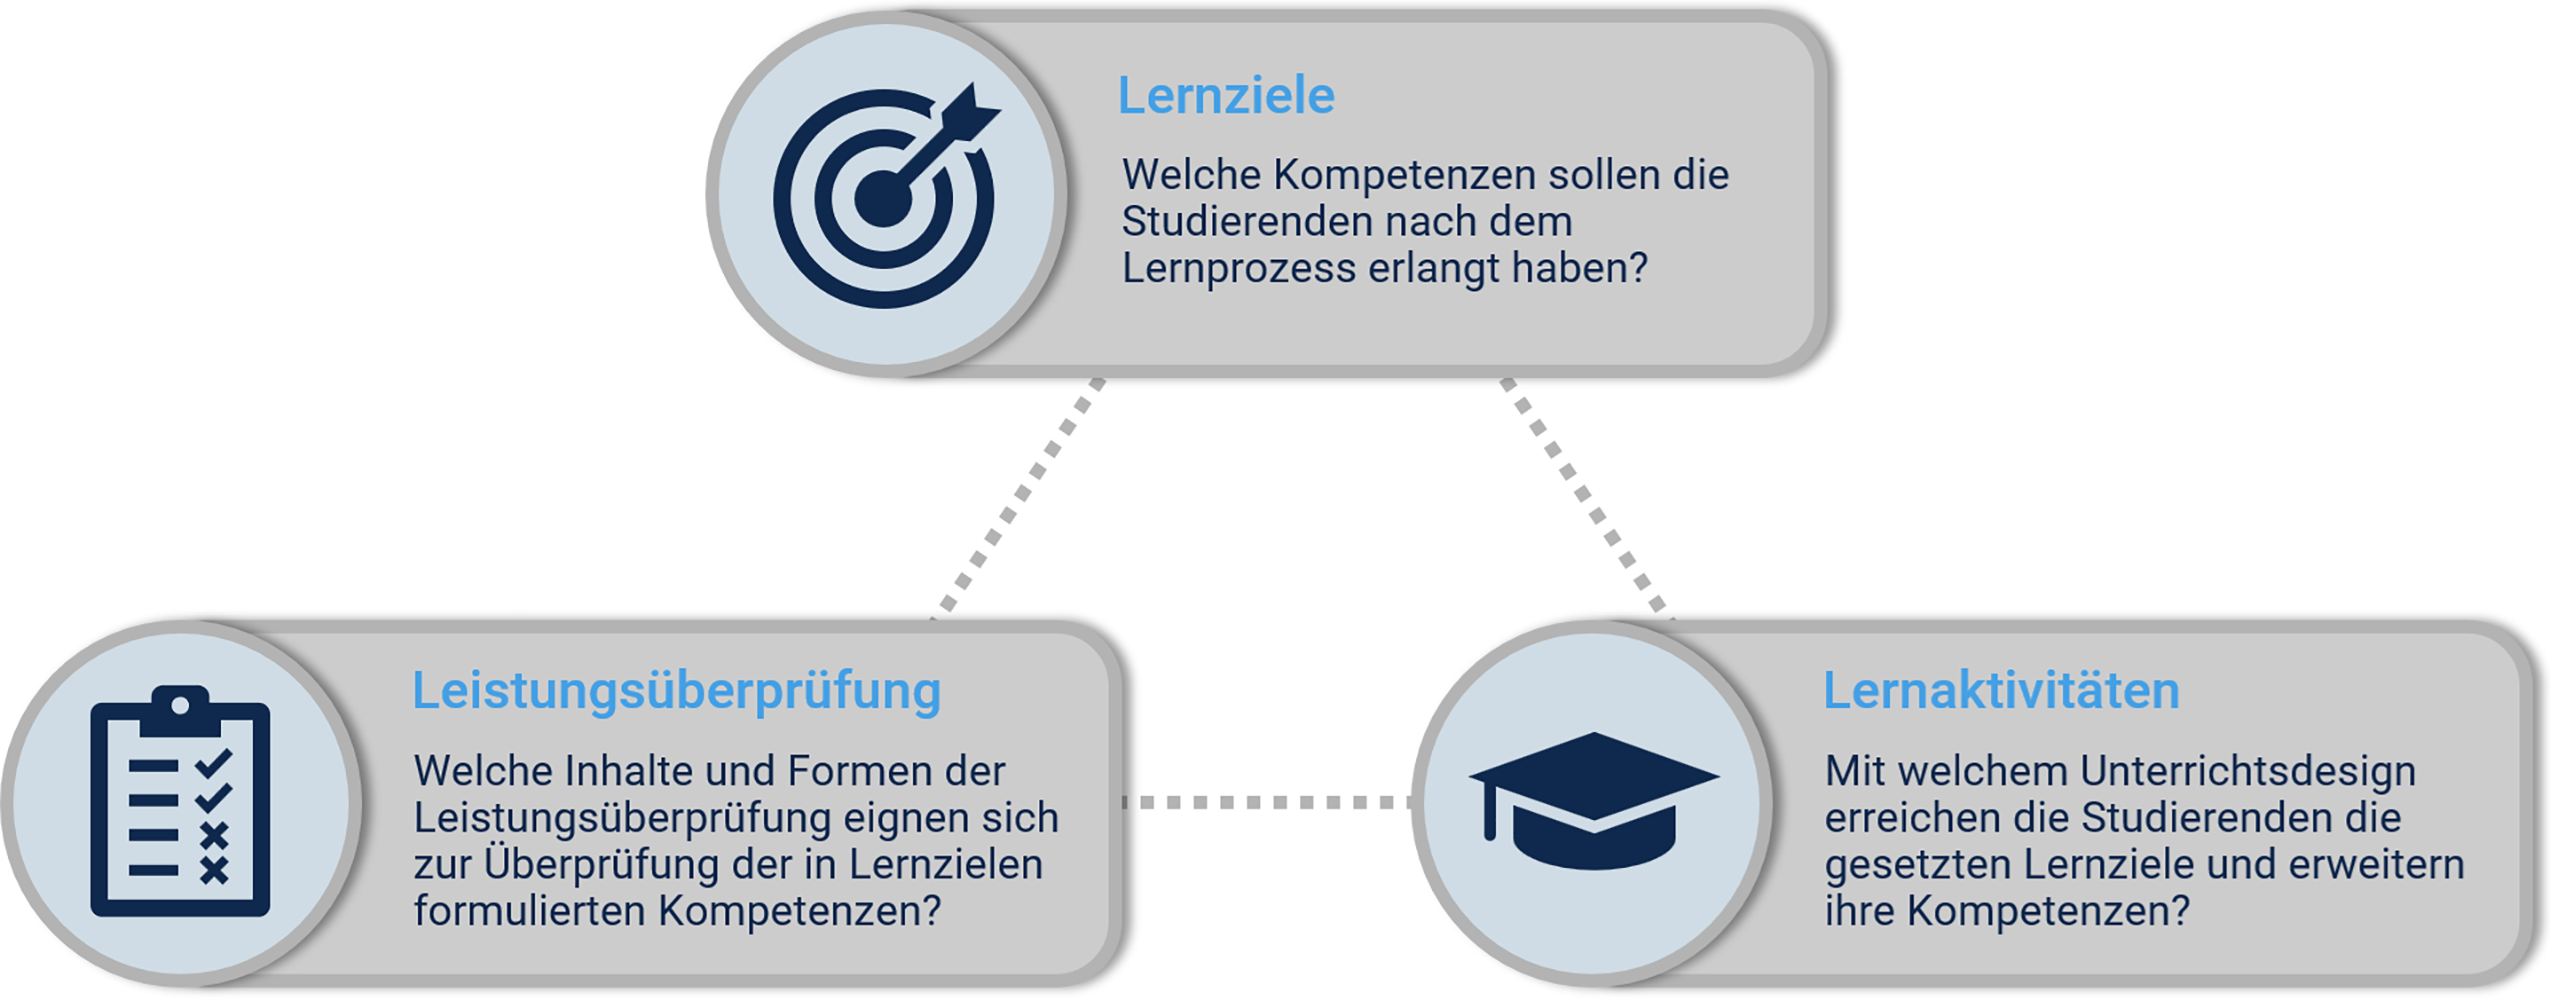 Lernziele
Welche Kompetenzen sollen die
Studierenden nach dem
Lernprozess erlangt haben?
Leistungsüberprüfung
Welche Inhalte und Formen der
Leistungsüberprüfung eignen sich
zur Überprüfung der in Lernzielen
formulierten Kompetenzen?
Lernaktivitäten
Mit welchem Unterrichtsdesign
erreichen die Studierenden die
gesetzten Lernziele und erweitern
ihre Kompetenzen?